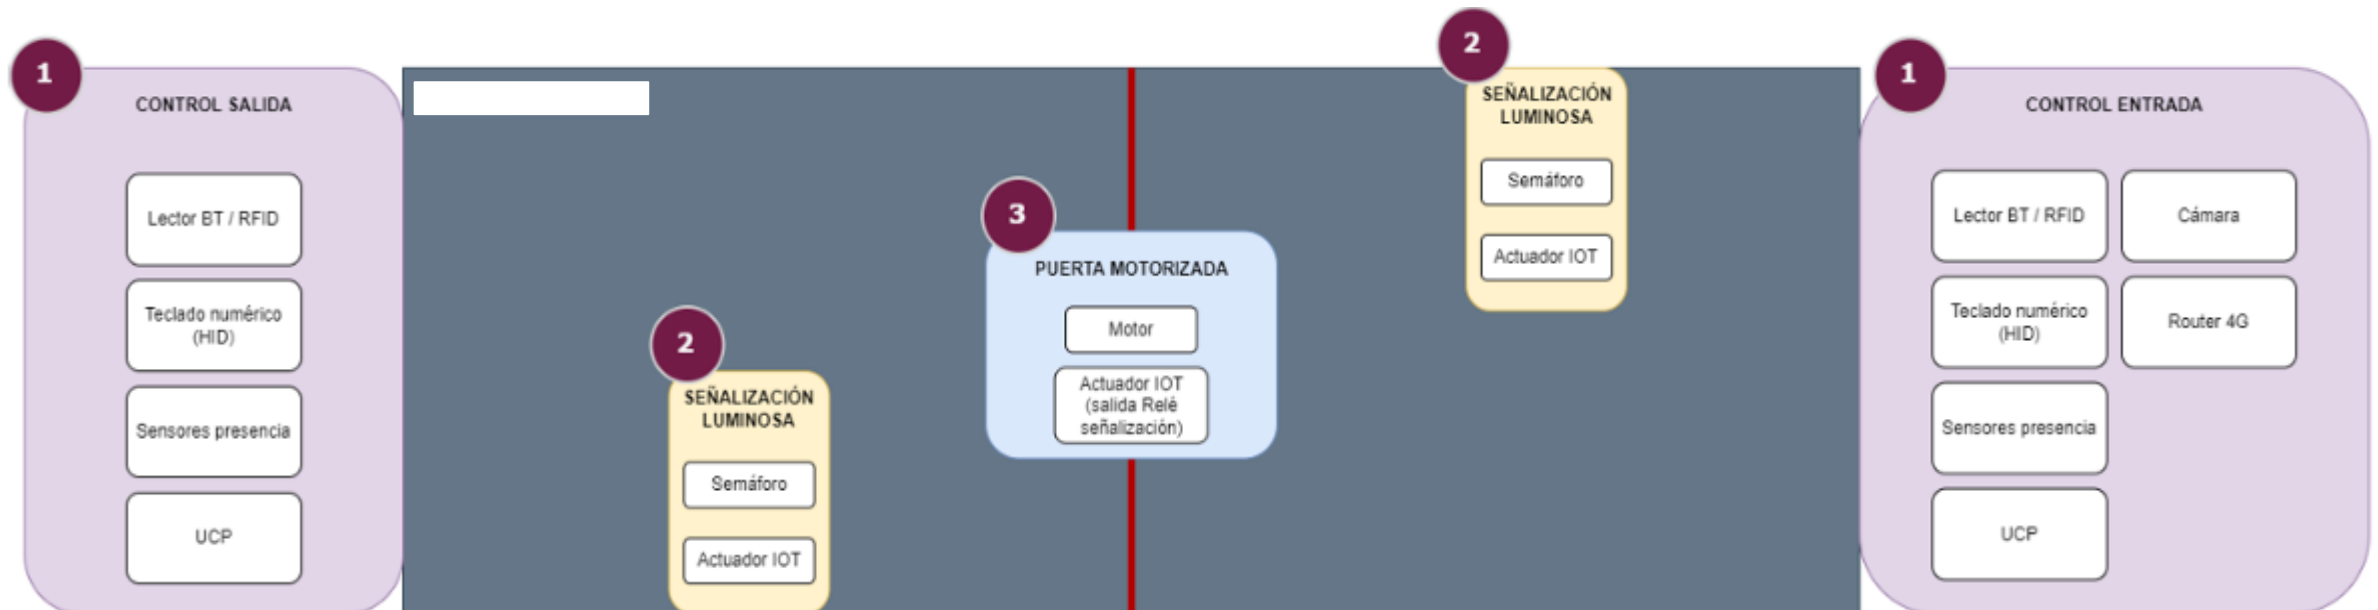 1
CONTROL SALIDA
Lector BT / RFID
Teclado numérico
(HID)
Sensores presencia
UCP
2
SEÑALIZACIÓN
LUMINOSA
Semáforo
Actuador IOT
3
PUERTA MOTORIZADA
Motor
Actuador IOT
(salida Relé
señalización)
2
SEÑALIZACIÓN
LUMINOSA
Semáforo
Actuador IOT
1
CONTROL ENTRADA
Lector BT / RFID
Cámara
Teclado numérico
(HID)
Router 4G
Sensores presencia
UCP